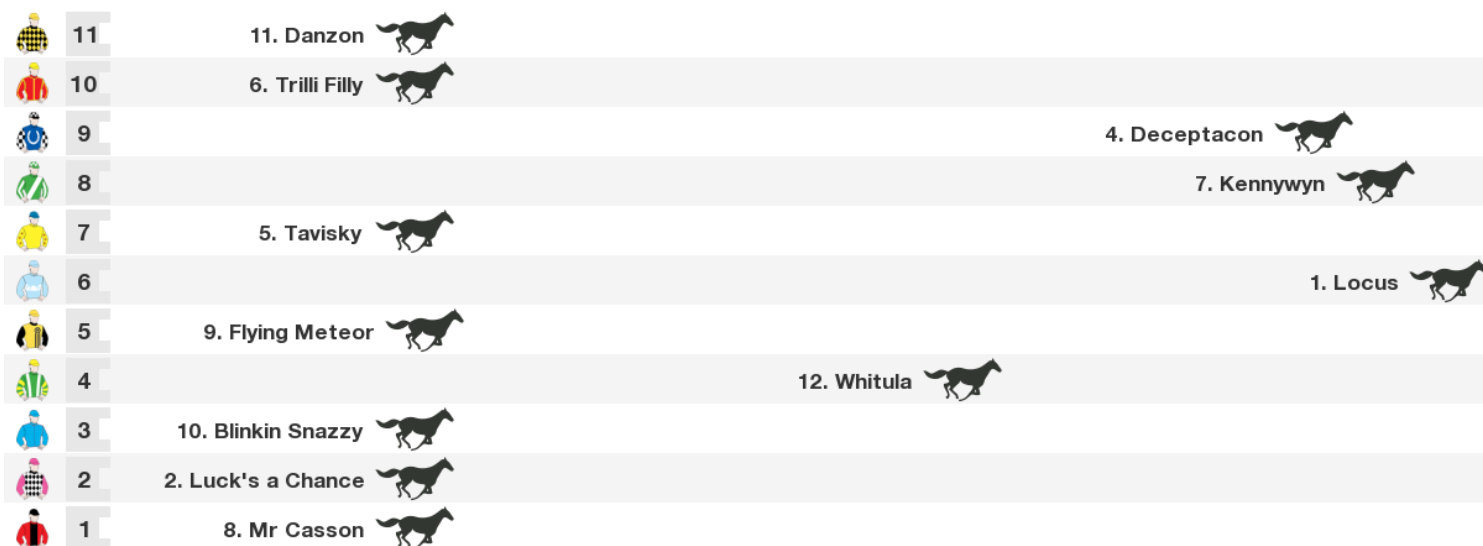 11 11. Danzon
10 6. Trilli Filly
9 4. Deceptacon
8 7. Kennywyn
7 5. Tavisky
6 1. Locus
5 9. Flying Meteor
4 12. Whitula
3 10. Blinkin Snazzy
2 2. Luck's a Chance
1 8. Mr Casson